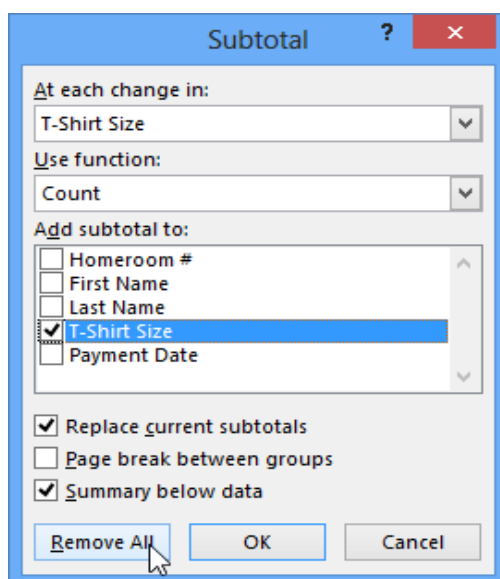 Subtotal ? ×
At each change in:
T-Shirt Size
Use function:
Count
Add subtotal to:
Homeroom #
First Name
Last Name
T-Shirt Size
Payment Date
Replace current subtotals
Page break between groups
Summary below data
Remove All OK Cancel